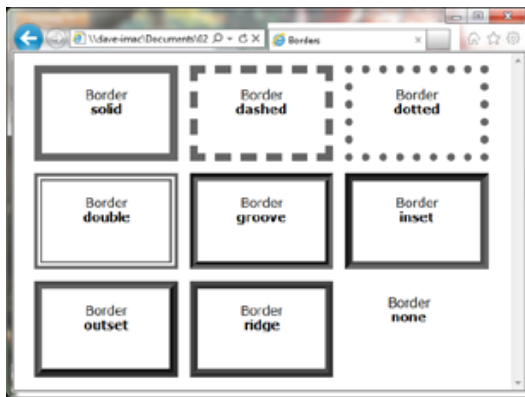 \\dave-imac\Documents\02
Borders
Border
solid
Border
dashed
Border
dotted
Border
double
Border
groove
Border
inset
Border
outset
Border
ridge
Border
none